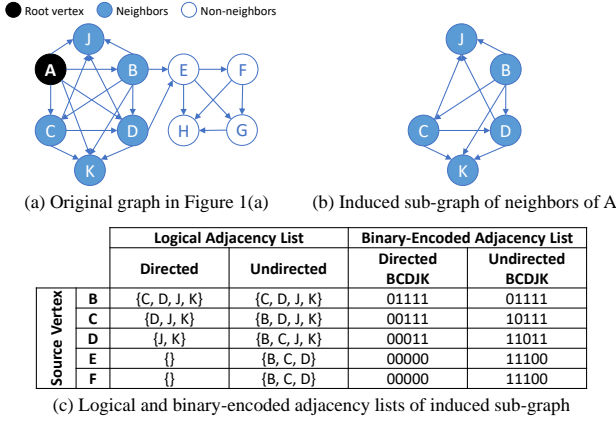 Root vertex Neighbors Non-neighbors
J
A B E F
C D H G
K
J
B
C D
K
(a) Original graph in Figure 1(a) (b) Induced sub-graph of neighbors of A
Logical Adjacency List Binary-Encoded Adjacency List
Directed Undirected Directed BCDJK Undirected BCDJK
Source Vertex
B {C, D, J, K} {C, D, J, K} 01111 01111
C {D, J, K} {B, D, J, K} 00111 10111
D {J, K} {B, C, J, K} 00011 11011
E {} {B, C, D} 00000 11100
F {} {B, C, D} 00000 11100
(c) Logical and binary-encoded adjacency lists of induced sub-graph